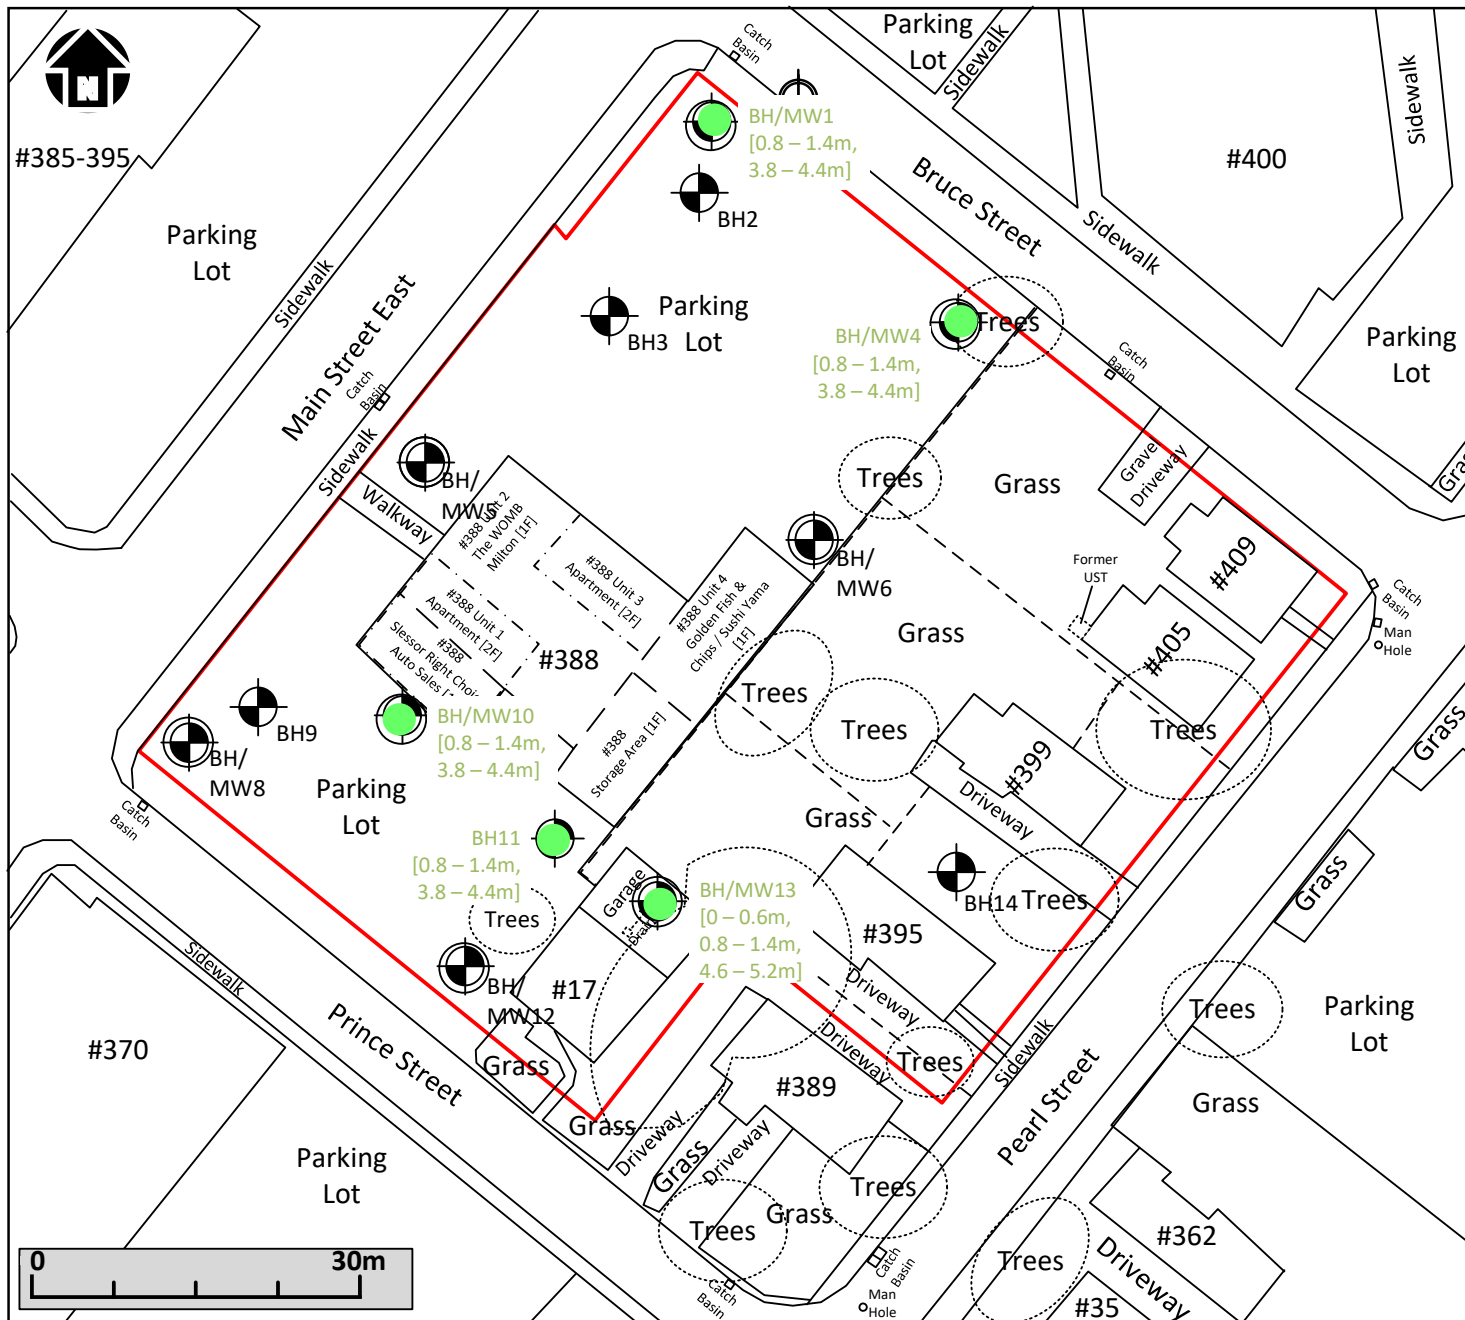 N
#385-395
Parking
Lot
Sidewalk
Main Street East
Catch
Basin
Catch
Basin
Sidewalk
Walkway
Parking
Lot
Sidewalk
Sidewalk
#400
Bruce Street
Sidewalk
Parking
Lot
BH/MW1
[0.8 – 1.4m,
3.8 – 4.4m]
BH2
BH3
Parking
Lot
BH/MW4
[0.8 – 1.4m,
3.8 – 4.4m]
Trees
Catch
Basin
BH/
MW5
#388 Unit 2
The WOMB
Milton [1F]
#388 Unit 3
Apartment [2F]
#388 Unit 1
Apartment [2F]
#388
Slessor Right Choi
Auto Sales [
#388
#388 Unit 4
Golden Fish &
Chips / Sushi Yama
[1F]
#388
Storage Area [1F]
BH/
MW6
Trees
Grass
Gravel
Driveway
#409
Former
UST
#405
Catch
Basin
Man
Hole
Gras
Grass
Trees
Trees
Trees
#399
Driveway
Grass
BH9
BH/
MW8
BH/MW10
[0.8 – 1.4m,
3.8 – 4.4m]
Parking
Lot
Catch
Basin
BH11
[0.8 – 1.4m,
3.8 – 4.4m]
Trees
Garage
BH/MW13
[0 – 0.6m,
0.8 – 1.4m,
4.6 – 5.2m]
BH14
Trees
#395
Driveway
Driveway
Trees
Sidewalk
Grass
Grass
BH/
MW12
#17
Grass
Grass
Sidewalk
Prince Street
#370
Parking
Lot
#389
Driveway
Grass
Driveway
Trees
Grass
Trees
Catch
Basin
Catch
Basin
Man
Hole
Pearl Street
Trees
Parking
Lot
Grass
#362
Driveway
Trees
#35
0
30m